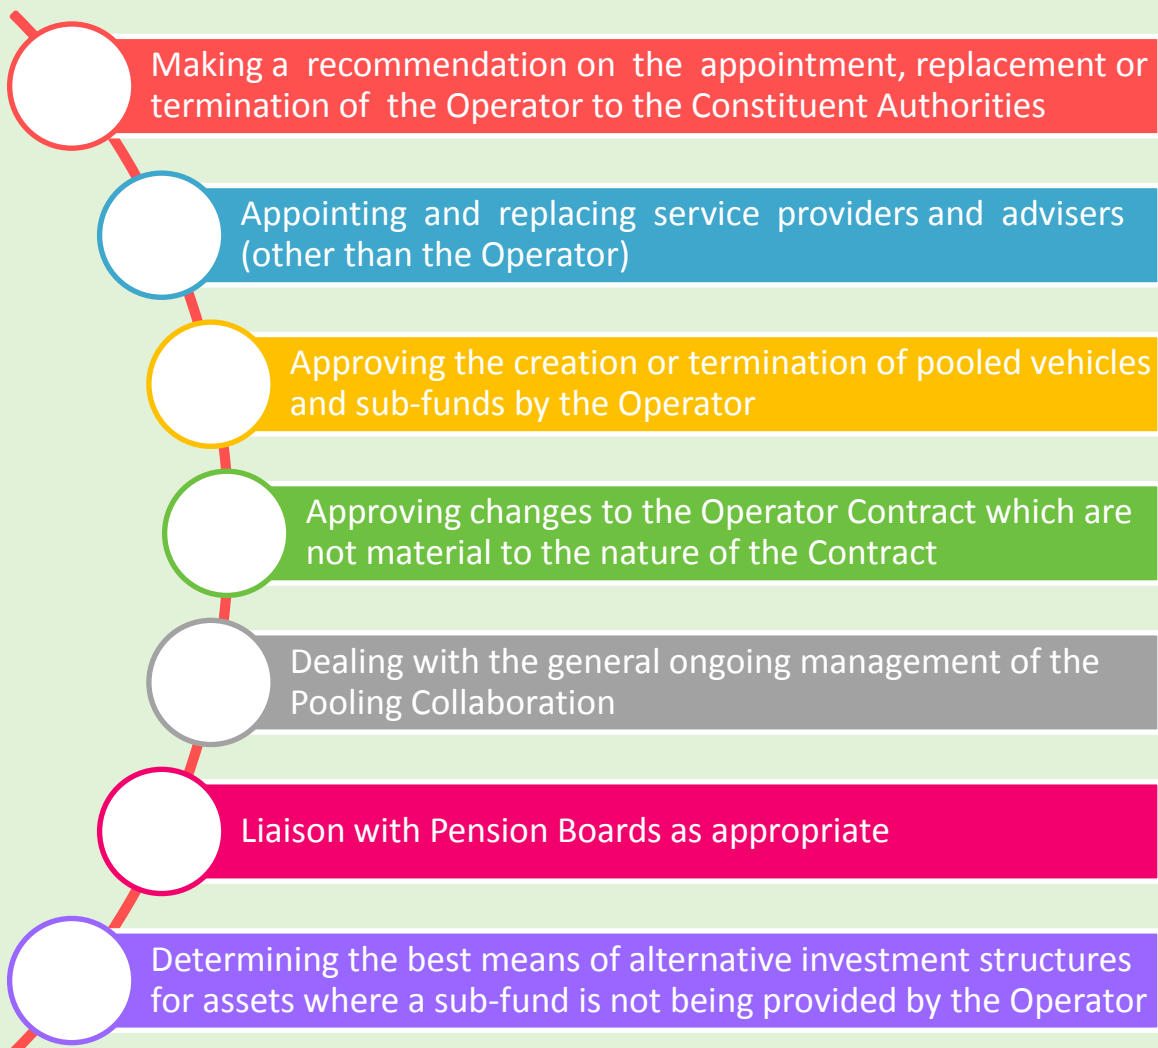 Making a recommendation on the appointment, replacement or
termination of the Operator to the Constituent Authorities
Appointing and replacing service providers and advisers
(other than the Operator)
Approving the creation or termination of pooled vehicles
and sub-funds by the Operator
Approving changes to the Operator Contract which are
not material to the nature of the Contract
Dealing with the general ongoing management of the
Pooling Collaboration
Liaison with Pension Boards as appropriate
Determining the best means of alternative investment structures
for assets where a sub-fund is not being provided by the Operator